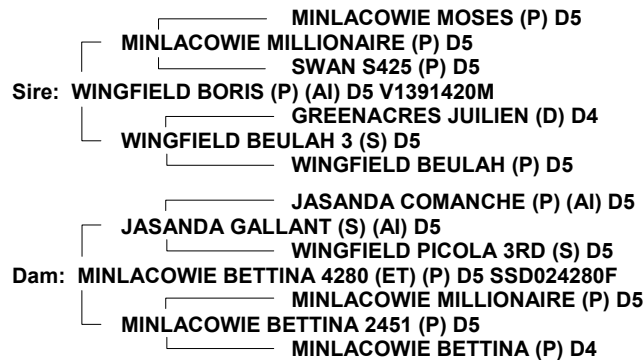 MINLACOWIE MOSES (P) D5
MINLACOWIE MILLIONAIRE (P) D5
SWAN S425 (P) D5
Sire: WINGFIELD BORIS (P) (AI) D5 V1391420M
GREENACRES JUILIEN (D) D4
WINGFIELD BEULAH 3 (S) D5
WINGFIELD BEULAH (P) D5
JASANDA COMANCHE (P) (AI) D5
JASANDA GALLANT (S) (AI) D5
WINGFIELD PICOLA 3RD (S) D5
Dam: MINLACOWIE BETTINA 4280 (ET) (P) D5 SSD024280F
MINLACOWIE MILLIONAIRE (P) D5
MINLACOWIE BETTINA 2451 (P) D5
MINLACOWIE BETTINA (P) D4